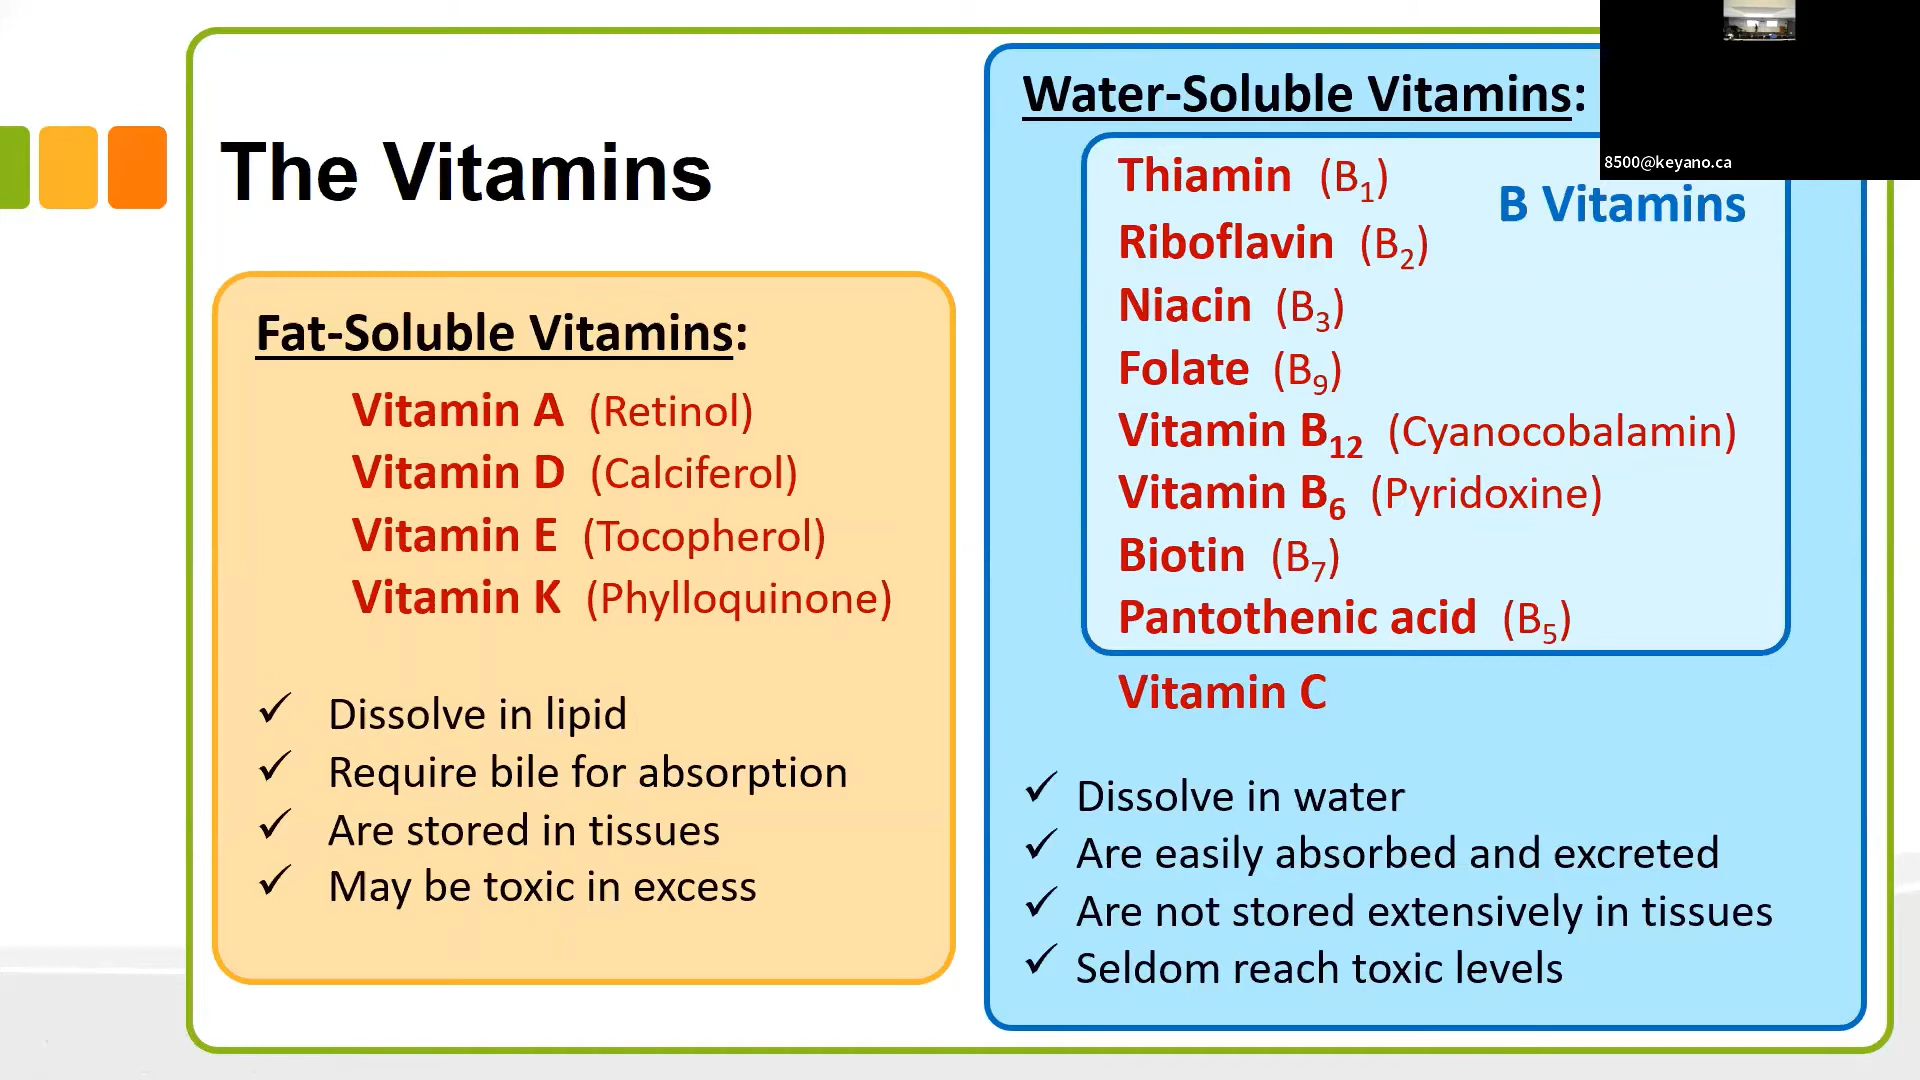 The Vitamins
Fat-Soluble Vitamins:
Vitamin A (Retinol)
Vitamin D (Calciferol)
Vitamin E (Tocopherol)
Vitamin K (Phylloquinone)
✓ Dissolve in lipid
✓ Require bile for absorption
✓ Are stored in tissues
✓ May be toxic in excess
Water-Soluble Vitamins:
B Vitamins
Thiamin (B₁)
Riboflavin (B₂)
Niacin (B₃)
Folate (B₉)
Vitamin B₁₂ (Cyanocobalamin)
Vitamin B₆ (Pyridoxine)
Biotin (B₇)
Pantothenic acid (B₅)
Vitamin C
✓ Dissolve in water
✓ Are easily absorbed and excreted
✓ Are not stored extensively in tissues
✓ Seldom reach toxic levels
8500@keyano.ca